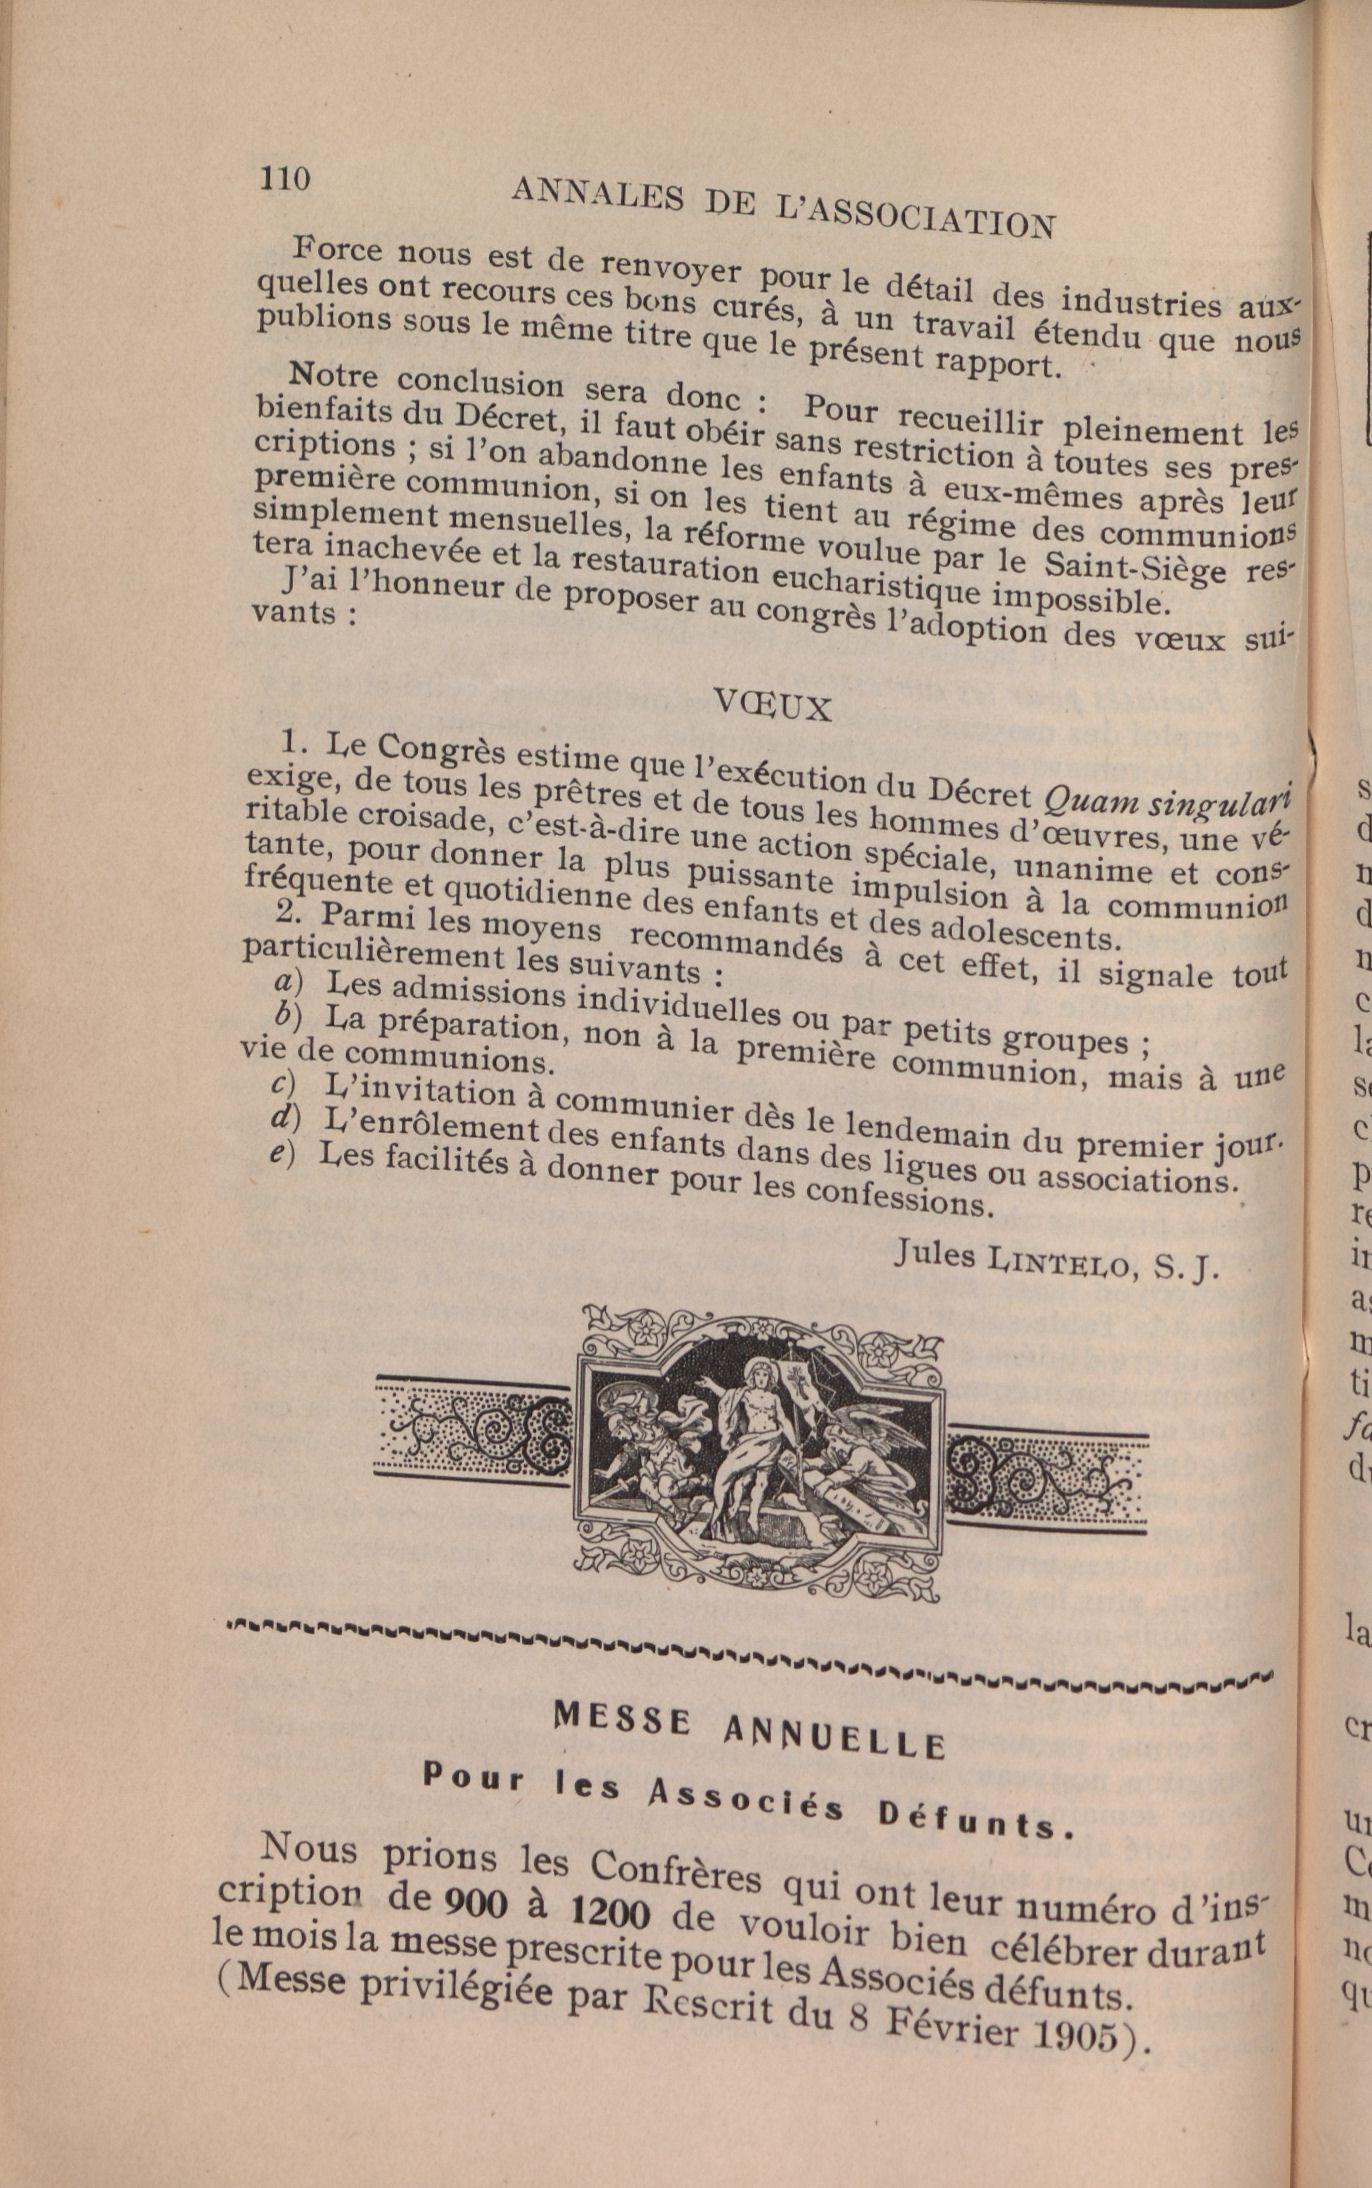 110
ANNALES DE L'ASSOCIATION
Force nous est de renvoyer pour le détail des industries aux-
quelles ont recours ces bons curés, à un travail étendu que nous
publions sous le même titre que le présent rapport.
Notre conclusion sera donc : Pour recueillir pleinement les
bienfaits du Décret, il faut obéir sans restriction à toutes ses pres-
criptions ; si l'on abandonne les enfants à eux-mêmes après leur
première communion, si on les tient au régime des communions
simplement mensuelles, la réforme voulue par le Saint-Siège res-
tera inachevée et la restauration eucharistique impossible.
J'ai l'honneur de proposer au congrès l'adoption des vœux sui-
vants :
VŒUX
1. Le Congrès estime que l'exécution du Décret Quam singulari
exige, de tous les prêtres et de tous les hommes d'œuvres, une vé-
ritable croisade, c'est-à-dire une action spéciale, unanime et cons-
tante, pour donner la plus puissante impulsion à la communion
fréquente et quotidienne des enfants et des adolescents.
2. Parmi les moyens recommandés à cet effet, il signale tout
particulièrement les suivants :
a) Les admissions individuelles ou par petits groupes ;
b) La préparation, non à la première communion, mais à une
vie de communions.
c) L'invitation à communier dès le lendemain du premier jour.
d) L'enrôlement des enfants dans des ligues ou associations.
e) Les facilités à donner pour les confessions.
Jules LINTELO, S. J.
MESSE ANNUELLE
Pour les Associés Défunts.
Nous prions les Confrères qui ont leur numéro d'ins-
cription de 900 à 1200 de vouloir bien célébrer durant
le mois la messe prescrite pour les Associés défunts.
(Messe privilégiée par Rescrit du 8 Février 1905).